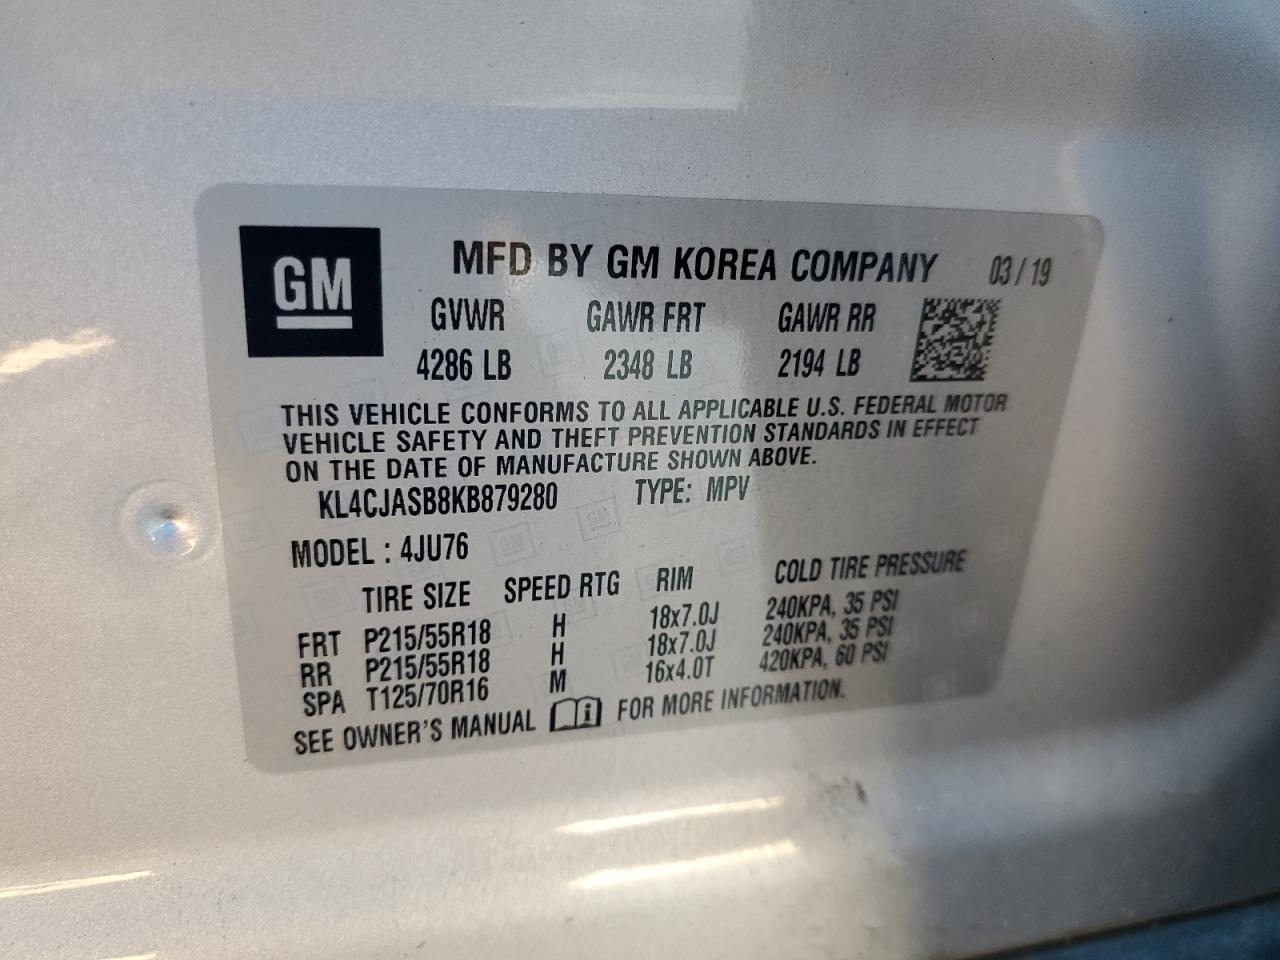 GM
MFD BY GM KOREA COMPANY 03/19
GVWR GAWR FRT GAWR RR
4286 LB 2348 LB 2194 LB
THIS VEHICLE CONFORMS TO ALL APPLICABLE U.S. FEDERAL MOTOR
VEHICLE SAFETY AND THEFT PREVENTION STANDARDS IN EFFECT
ON THE DATE OF MANUFACTURE SHOWN ABOVE.
KL4CJASB8KB879280 TYPE: MPV
MODEL : 4JU76
TIRE SIZE SPEED RTG RIM COLD TIRE PRESSURE
FRT P215/55R18 H 18x7.0J 240KPA, 35 PSI
RR P215/55R18 H 18x7.0J 240KPA, 35 PSI
SPA T125/70R16 M 16x4.0T 420KPA, 60 PSI
SEE OWNER'S MANUAL i FOR MORE INFORMATION.